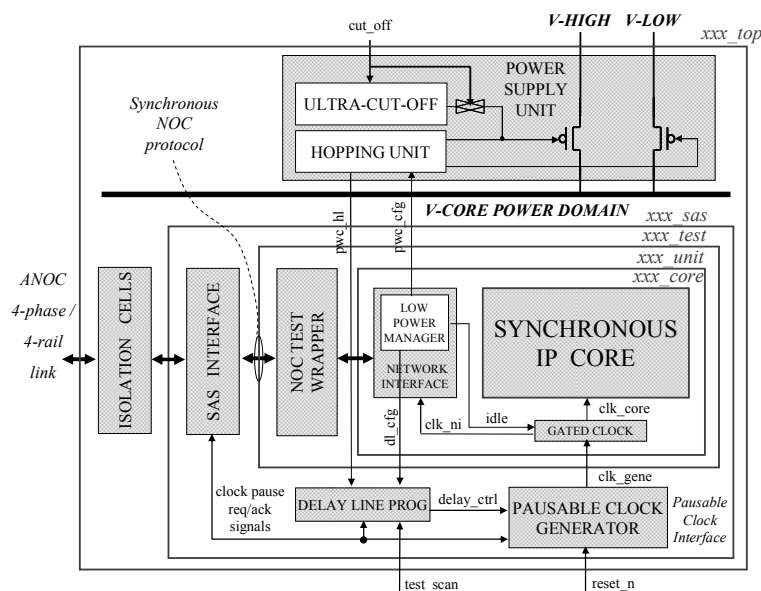 cut_off
V-HIGH
V-LOW
xxx_top
POWER
SUPPLY
UNIT
Synchronous
NOC
protocol
ULTRA-CUT-OFF
HOPPING UNIT
V-CORE POWER DOMAIN
pwc_hl
pwc_cfg
xxx_sas
xxx_test
xxx_unit
xxx_core
ANOC
4-phase /
4-rail
link
ISOLATION CELLS
SAS INTERFACE
NOC TEST
WRAPPER
LOW
POWER
MANAGER
NETWORK
INTERFACE
SYNCHRONOUS
IP CORE
dl_cfg
clk_ni
idle
clk_core
GATED CLOCK
clk_gene
clock pause
req/ack
signals
DELAY LINE PROG
delay_ctrl
PAUSABLE CLOCK
GENERATOR
Pausable
Clock
Interface
test_scan
reset_n